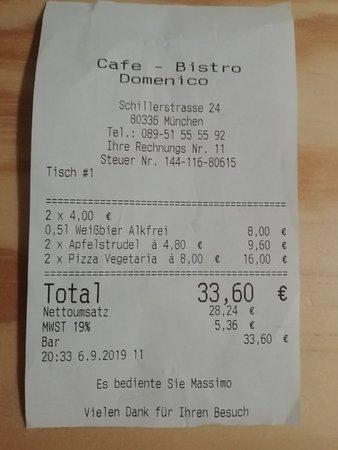 Cafe - Bistro
Domenico
Schillerstrasse 24
80336 München
Tel.: 089-51 55 55 92
Ihre Rechnungs Nr. 11
Steuer Nr. 144-116-80615
Tisch #1
========================================
2 x 4,00 €
0,5l Weißbier Alkfrei 8,00 €
2 x Apfelstrudel à 4,80 € 9,60 €
2 x Pizza Vegetaria à 8,00 € 16,00 €
========================================
Total 33,60 €
Nettoumsatz 28,24 €
MWST 19% 5,36 €
Bar 33,60 €
20:33 6.9.2019 11
Es bediente Sie Massimo
Vielen Dank für Ihren Besuch